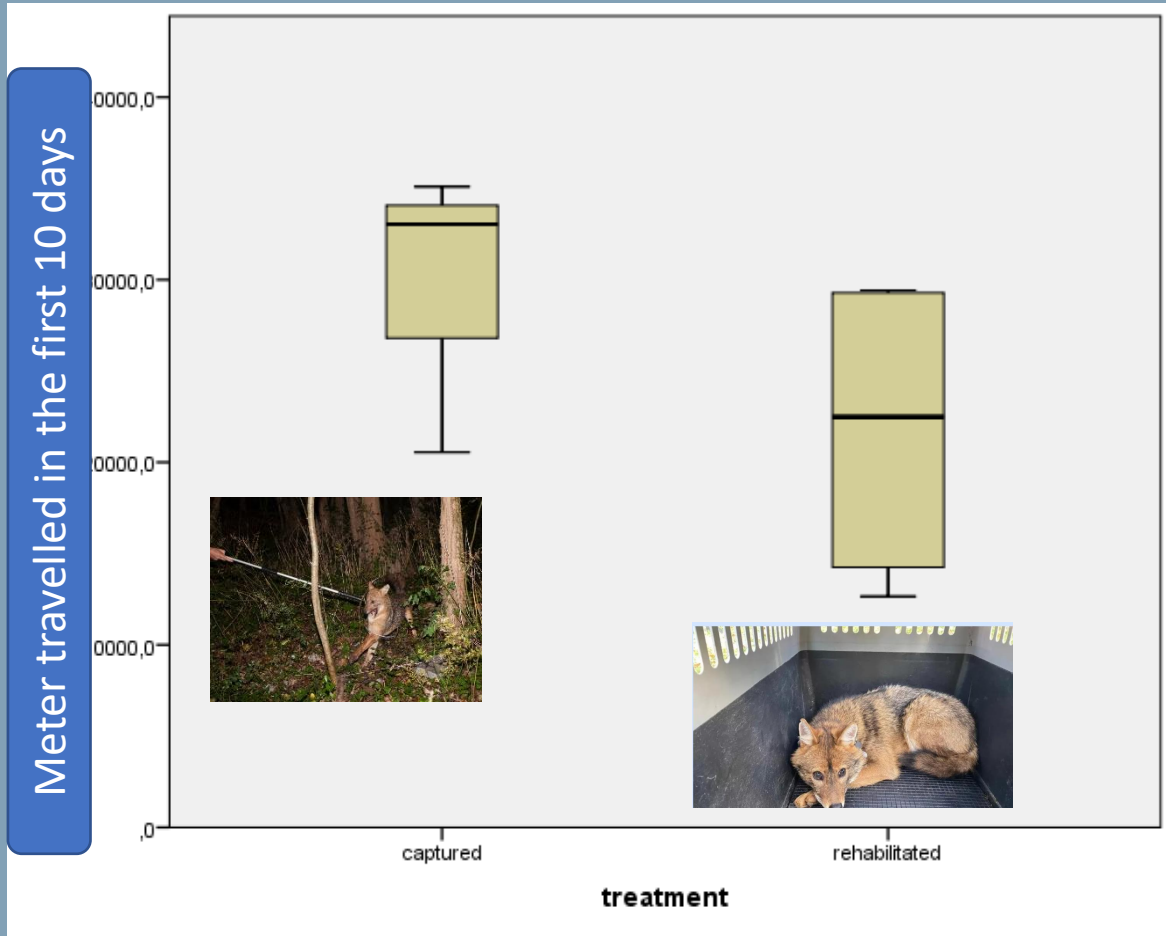 Meter travelled in the first 10 days
0000,0
0000,0
0000,0
0000,0
,0
captured
rehabilitated
treatment